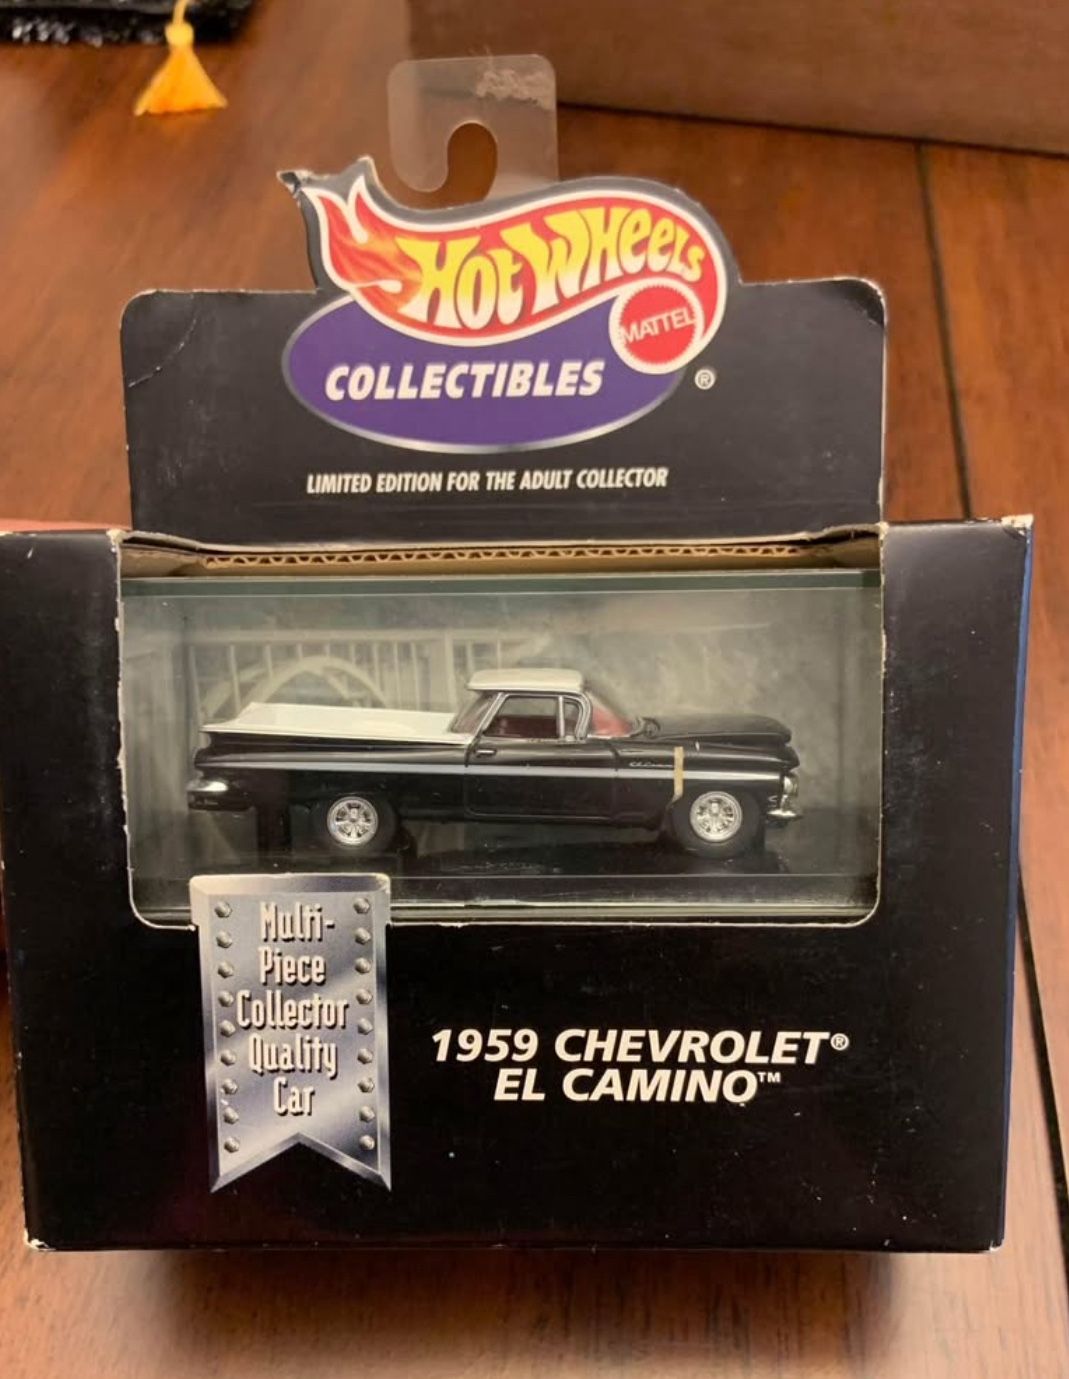 HOT WHEELS
MATTEL
COLLECTIBLES ®
LIMITED EDITION FOR THE ADULT COLLECTOR
Multi-
Piece
Collector
Quality
Car
1959 CHEVROLET®
EL CAMINO™